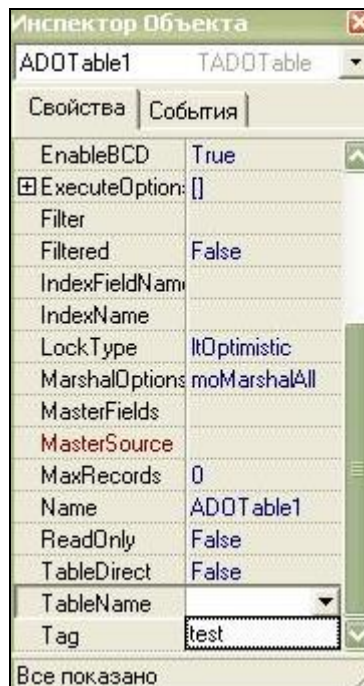 Инспектор Объекта
ADOTable1 TADOTable
Свойства События
EnableBCD True
ExecuteOption: []
Filter
Filtered False
IndexFieldNam
IndexName
LockType ltOptimistic
MarshalOptions moMarshalAll
MasterFields
MasterSource
MaxRecords 0
Name ADOTable1
ReadOnly False
TableDirect False
TableName
Tag test
Все показано